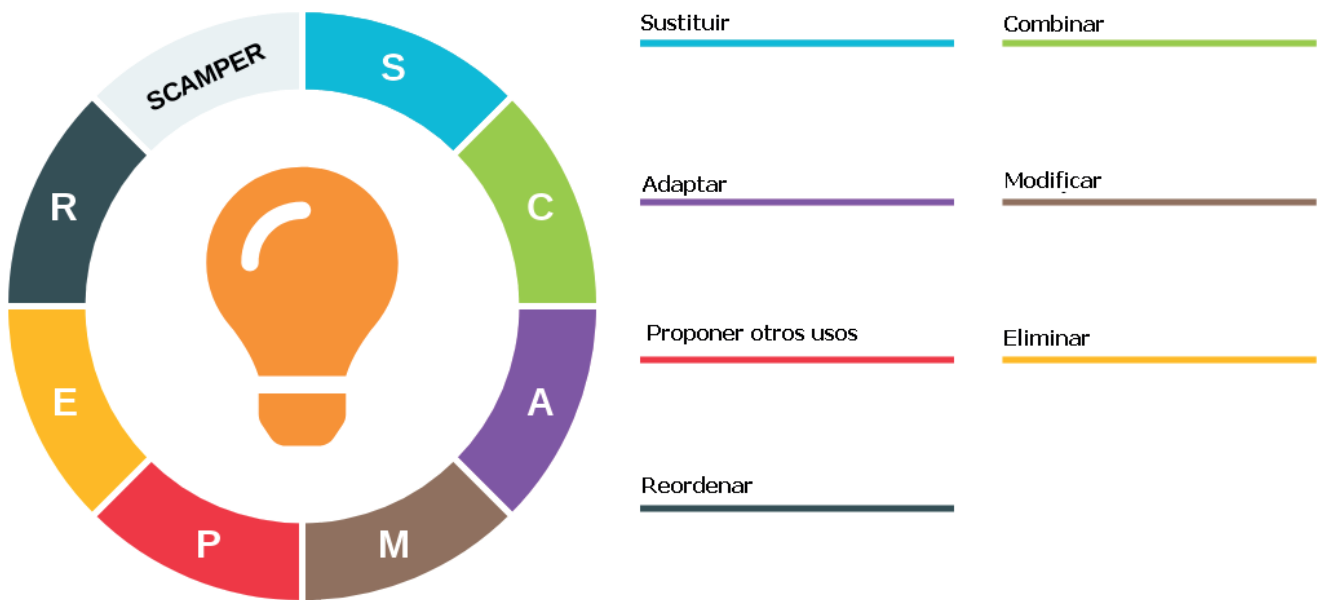 SCAMPER
S
C
A
M
P
E
R
Sustituir
Combinar
Adaptar
Modificar
Proponer otros usos
Eliminar
Reordenar